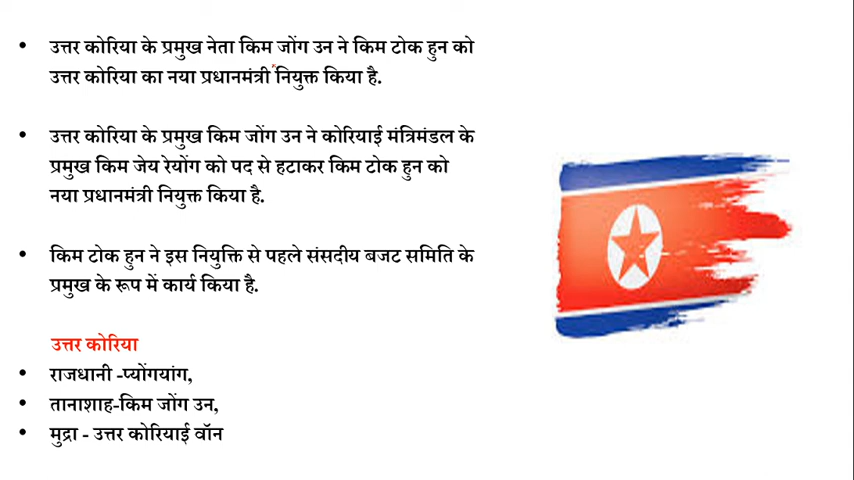 • उत्तर कोरिया के प्रमुख नेता किम जोंग उन ने किम टोक हुन को
उत्तर कोरिया का नया प्रधानमंत्री नियुक्त किया है.
• उत्तर कोरिया के प्रमुख किम जोंग उन ने कोरियाई मंत्रिमंडल के
प्रमुख किम जेय रेयोंग को पद से हटाकर किम टोक हुन को
नया प्रधानमंत्री नियुक्त किया है.
• किम टोक हुन ने इस नियुक्ति से पहले संसदीय बजट समिति के
प्रमुख के रूप में कार्य किया है.
उत्तर कोरिया
• राजधानी -प्योंगयांग,
• तानाशाह-किम जोंग उन,
• मुद्रा - उत्तर कोरियाई वॉन